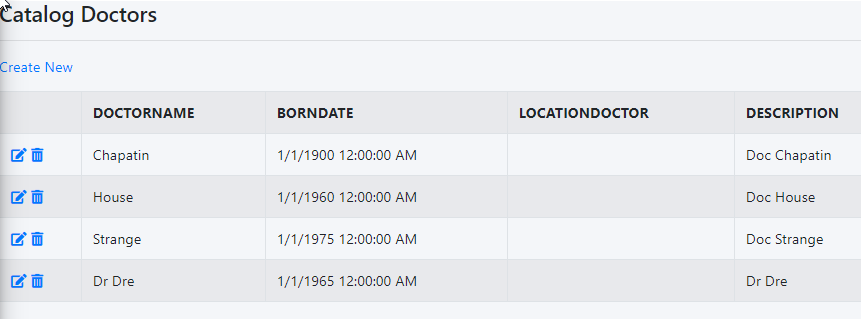 Catalog Doctors
Create New
DOCTORNAME BORNDATE LOCATIONDOCTOR DESCRIPTION
Chapatin 1/1/1900 12:00:00 AM Doc Chapatin
House 1/1/1960 12:00:00 AM Doc House
Strange 1/1/1975 12:00:00 AM Doc Strange
Dr Dre 1/1/1965 12:00:00 AM Dr Dre